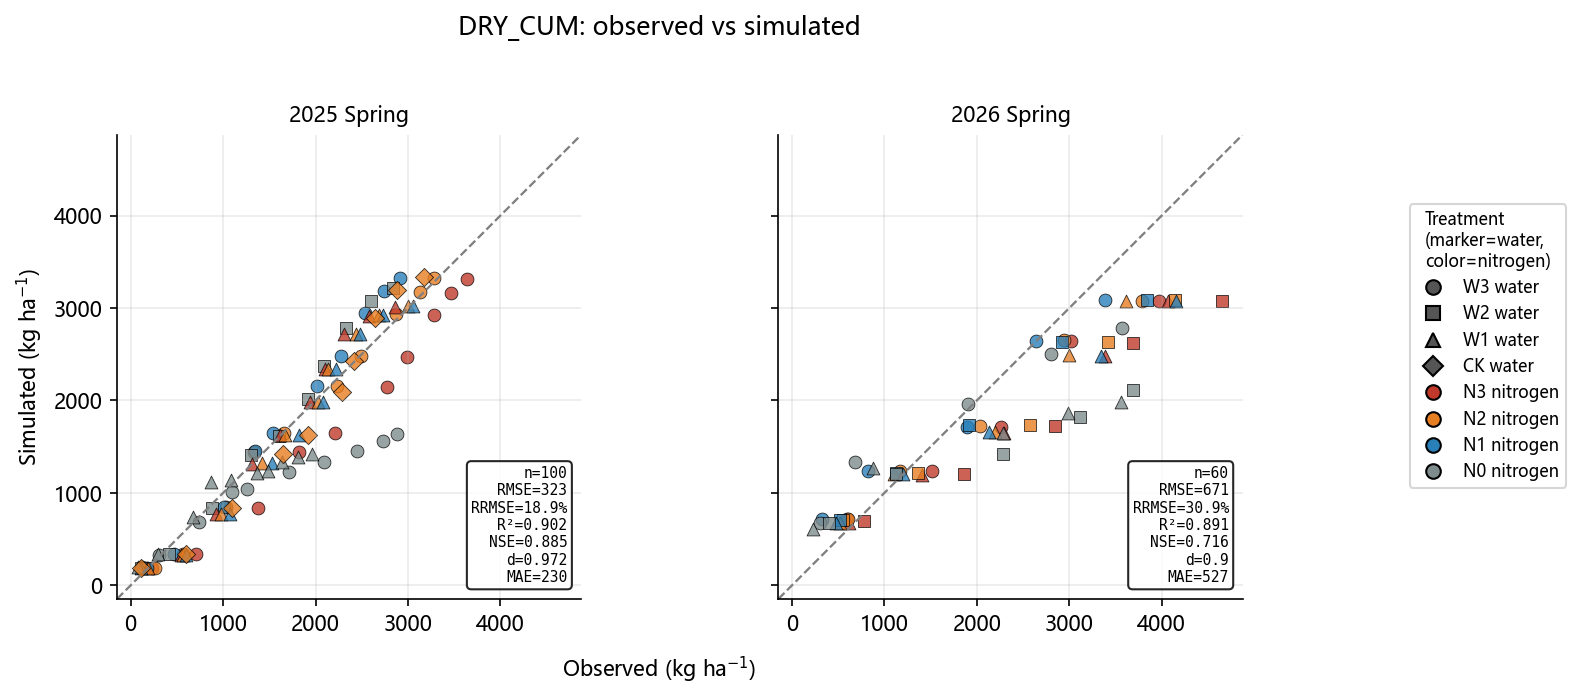 DRY_CUM: observed vs simulated
2025 Spring
2026 Spring
Simulated (kg ha⁻¹)
4000
3000
2000
1000
0
0 1000 2000 3000 4000
n=100
RMSE=323
RRMSE=18.9%
R²=0.902
NSE=0.885
d=0.972
MAE=230
0 1000 2000 3000 4000
n=60
RMSE=671
RRMSE=30.9%
R²=0.891
NSE=0.716
d=0.9
MAE=527
Observed (kg ha⁻¹)
Treatment
(marker=water,
color=nitrogen)
W3 water
W2 water
W1 water
CK water
N3 nitrogen
N2 nitrogen
N1 nitrogen
N0 nitrogen